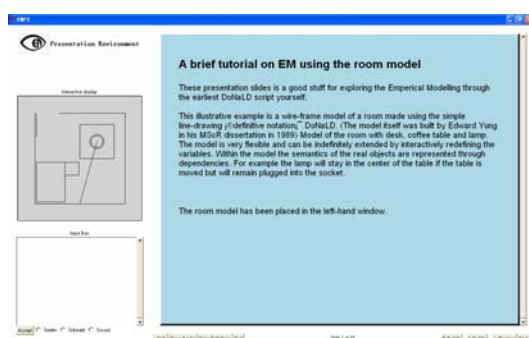 Presentation Environment
Interactive display
Input Box
Accept
A brief tutorial on EM using the room model
These presentation slides is a good stuff for exploring the Emperical Modelling through
the earliest DoNaLD script yourself.
This illustrative example is a wire-frame model of a room made using the simple
line-drawing definitive notation DoNaLD. (The model itself was built by Edward Yung
in his MScR dissertation in 1989) Model of the room with desk, coffee table and lamp.
The model is very flexible and can be indefinitely extended by interactively redefining the
variables. Within the model the semantics of the real objects are represented through
dependencies. For example the lamp will stay in the center of the table if the table is
moved but will remain plugged into the socket.
The room model has been placed in the left-hand window.